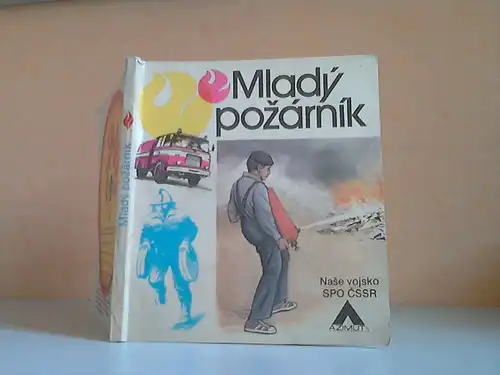 Mladý
požárník
Mladý požárník
Naše vojsko
SPO ČSSR
AZIMUT